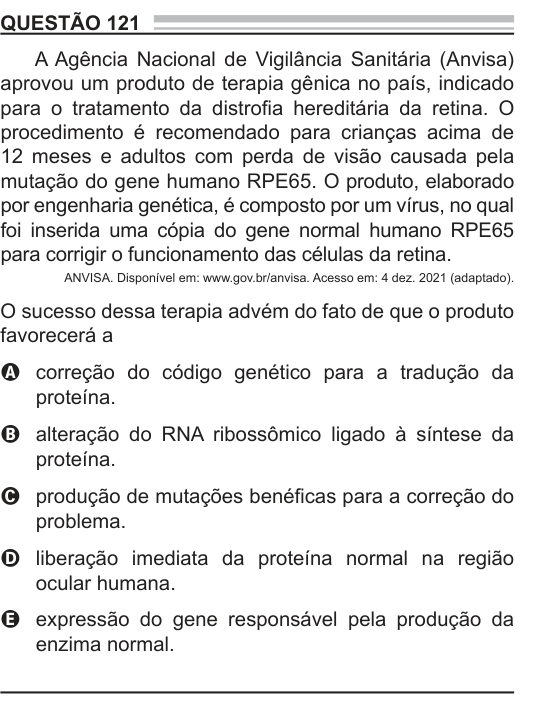 QUESTÃO 121
A Agência Nacional de Vigilância Sanitária (Anvisa)
aprovou um produto de terapia gênica no país, indicado
para o tratamento da distrofia hereditária da retina. O
procedimento é recomendado para crianças acima de
12 meses e adultos com perda de visão causada pela
mutação do gene humano RPE65. O produto, elaborado
por engenharia genética, é composto por um vírus, no qual
foi inserida uma cópia do gene normal humano RPE65
para corrigir o funcionamento das células da retina.
ANVISA. Disponível em: www.gov.br/anvisa. Acesso em: 4 dez. 2021 (adaptado).
O sucesso dessa terapia advém do fato de que o produto
favorecerá a
A correção do código genético para a tradução da
proteína.
B alteração do RNA ribossômico ligado à síntese da
proteína.
C produção de mutações benéficas para a correção do
problema.
D liberação imediata da proteína normal na região
ocular humana.
E expressão do gene responsável pela produção da
enzima normal.